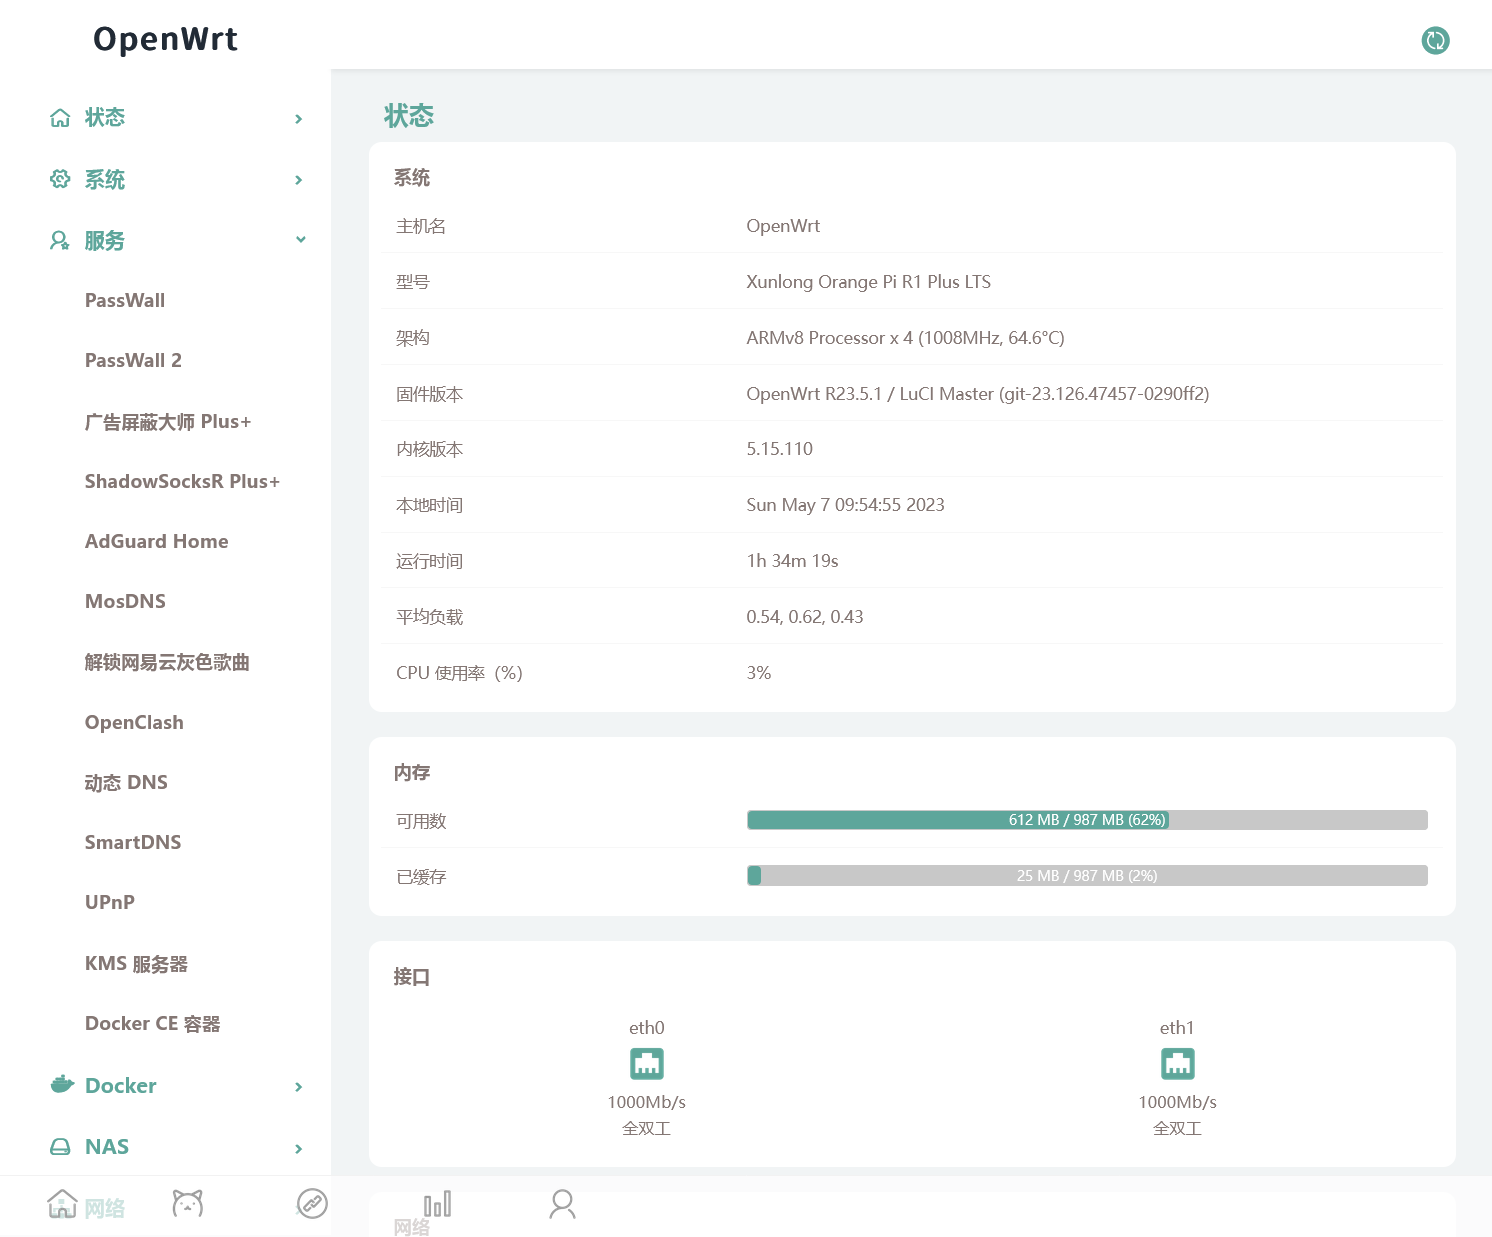 OpenWrt
状态
系统
服务
PassWall
PassWall 2
广告屏蔽大师 Plus+
ShadowSocksR Plus+
AdGuard Home
MosDNS
解锁网易云灰色歌曲
OpenClash
动态 DNS
SmartDNS
UPnP
KMS 服务器
Docker CE 容器
Docker
NAS
网络
状态
系统
主机名 OpenWrt
型号 Xunlong Orange Pi R1 Plus LTS
架构 ARMv8 Processor x 4 (1008MHz, 64.6°C)
固件版本 OpenWrt R23.5.1 / LuCI Master (git-23.126.47457-0290ff2)
内核版本 5.15.110
本地时间 Sun May 7 09:54:55 2023
运行时间 1h 34m 19s
平均负载 0.54, 0.62, 0.43
CPU 使用率（%） 3%
内存
可用数 612 MB / 987 MB (62%)
已缓存 25 MB / 987 MB (2%)
接口
eth0 eth1
1000Mb/s 1000Mb/s
全双工 全双工
网络